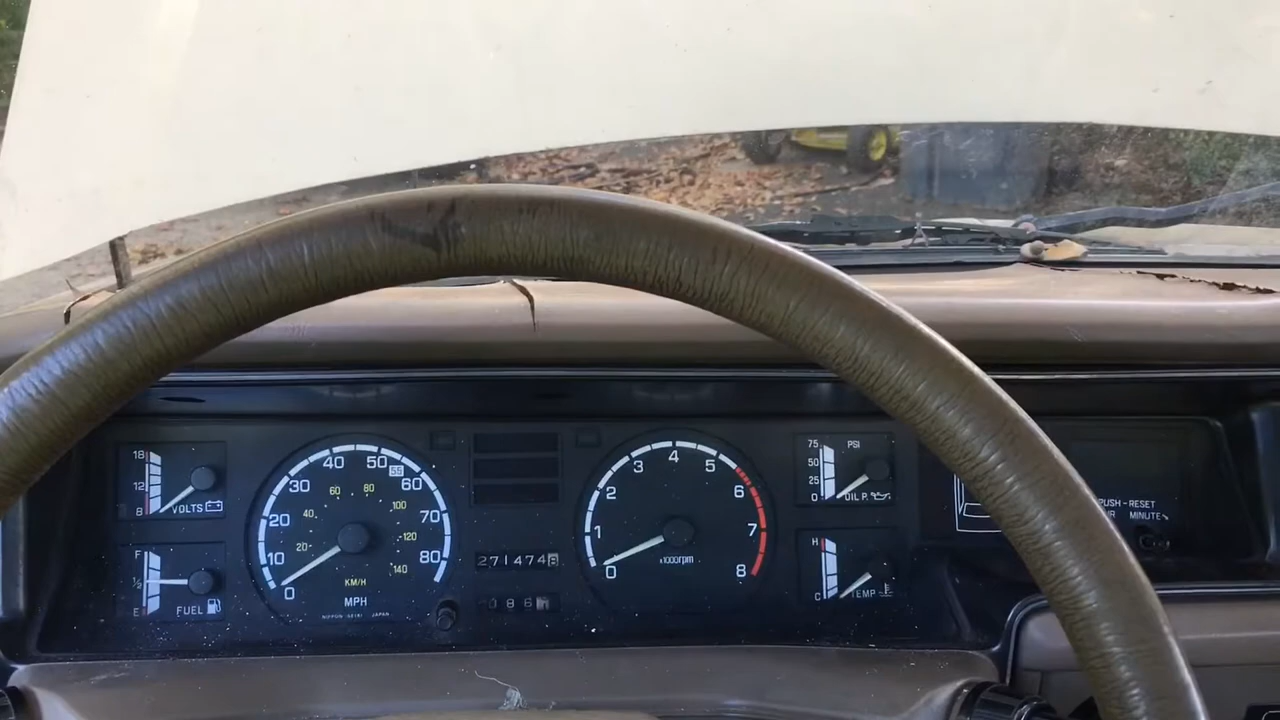 18
12
8
VOLTS
F
½
E
FUEL
0
10
20
30
40
50
55
60
70
80
20
40
60
80
100
120
140
KM/H
MPH
NIPPON SEIKI JAPAN
2714748
086
0
1
2
3
4
5
6
7
8
x1000rpm
75
50
25
0
PSI
OIL P.
H
C
TEMP
PUSH-RESET
MINUTE